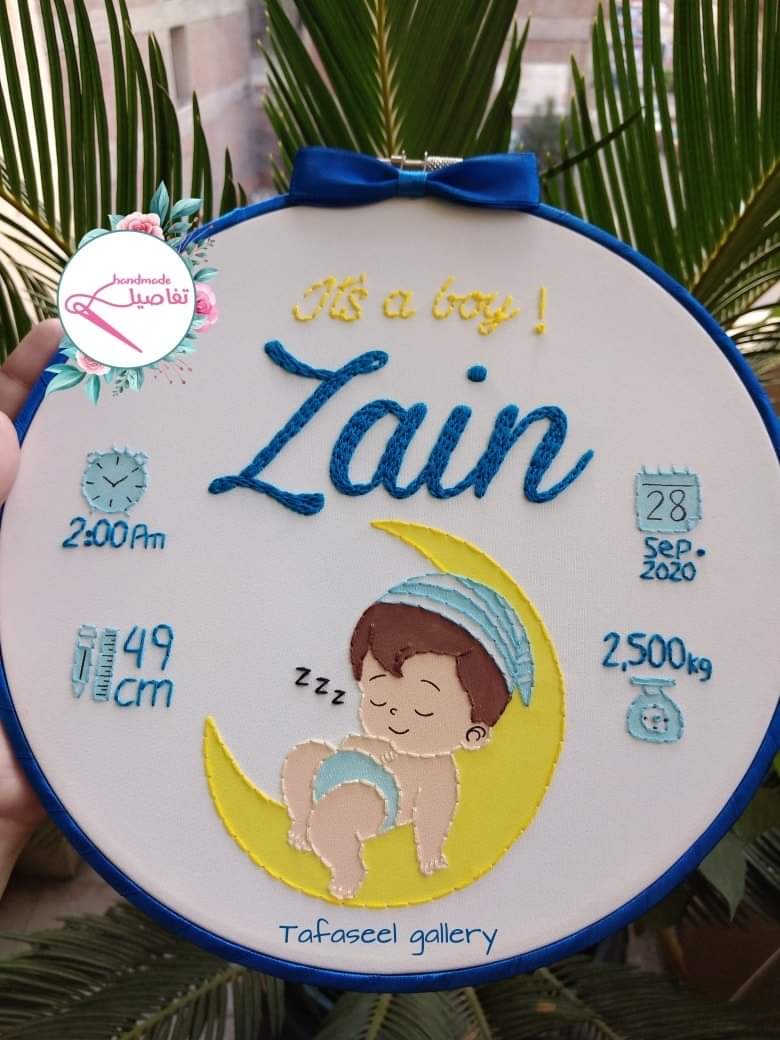 handmade
تفاصيل
It's a boy !
Zain
2:00Am
28
Sep.
2020
49
cm
2,500kg
zzz
Tafaseel gallery